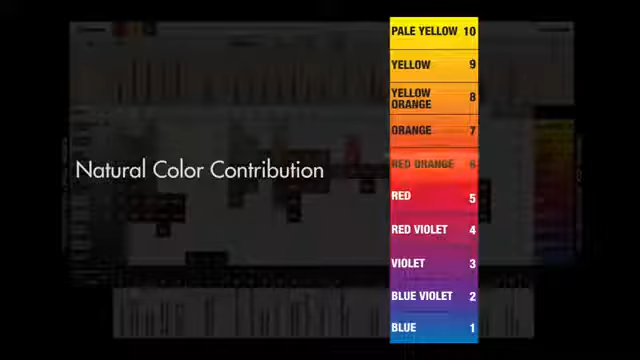 PALE YELLOW 10
YELLOW 9
YELLOW
ORANGE 8
ORANGE 7
Natural Color Contribution
RED ORANGE 6
RED 5
RED VIOLET 4
VIOLET 3
BLUE VIOLET 2
BLUE 1